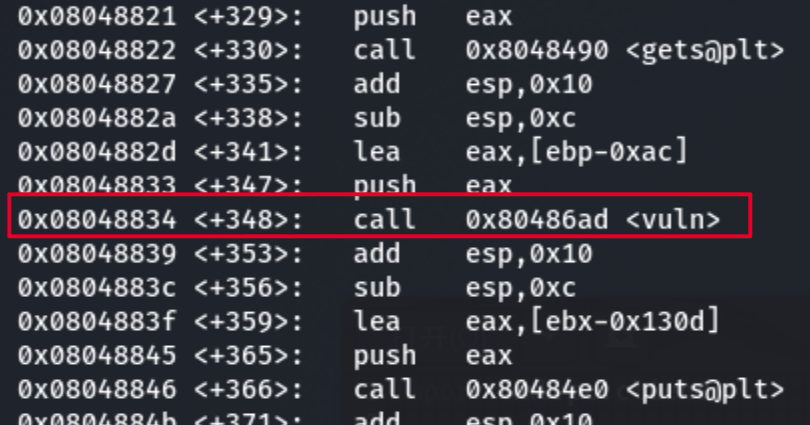 0x08048821 <+329>: push eax
0x08048822 <+330>: call 0x8048490 <gets@plt>
0x08048827 <+335>: add esp,0x10
0x0804882a <+338>: sub esp,0xc
0x0804882d <+341>: lea eax,[ebp-0xac]
0x08048833 <+347>: push eax
0x08048834 <+348>: call 0x80486ad <vuln>
0x08048839 <+353>: add esp,0x10
0x0804883c <+356>: sub esp,0xc
0x0804883f <+359>: lea eax,[ebx-0x130d]
0x08048845 <+365>: push eax
0x08048846 <+366>: call 0x80484e0 <puts@plt>
0x0804884b <+371>: add esp,0x10